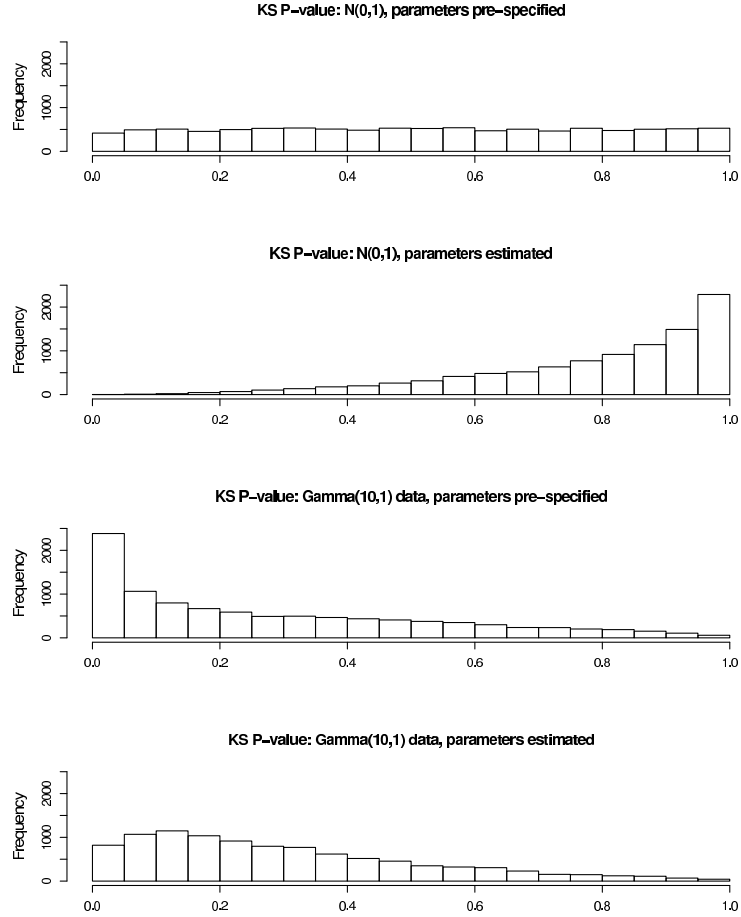 KS P−value: N(0,1), parameters pre−specified
Frequency
2000
1000
0
0.0 0.2 0.4 0.6 0.8 1.0
KS P−value: N(0,1), parameters estimated
Frequency
2000
1000
0
0.0 0.2 0.4 0.6 0.8 1.0
KS P−value: Gamma(10,1) data, parameters pre−specified
Frequency
2000
1000
0
0.0 0.2 0.4 0.6 0.8 1.0
KS P−value: Gamma(10,1) data, parameters estimated
Frequency
2000
1000
0
0.0 0.2 0.4 0.6 0.8 1.0